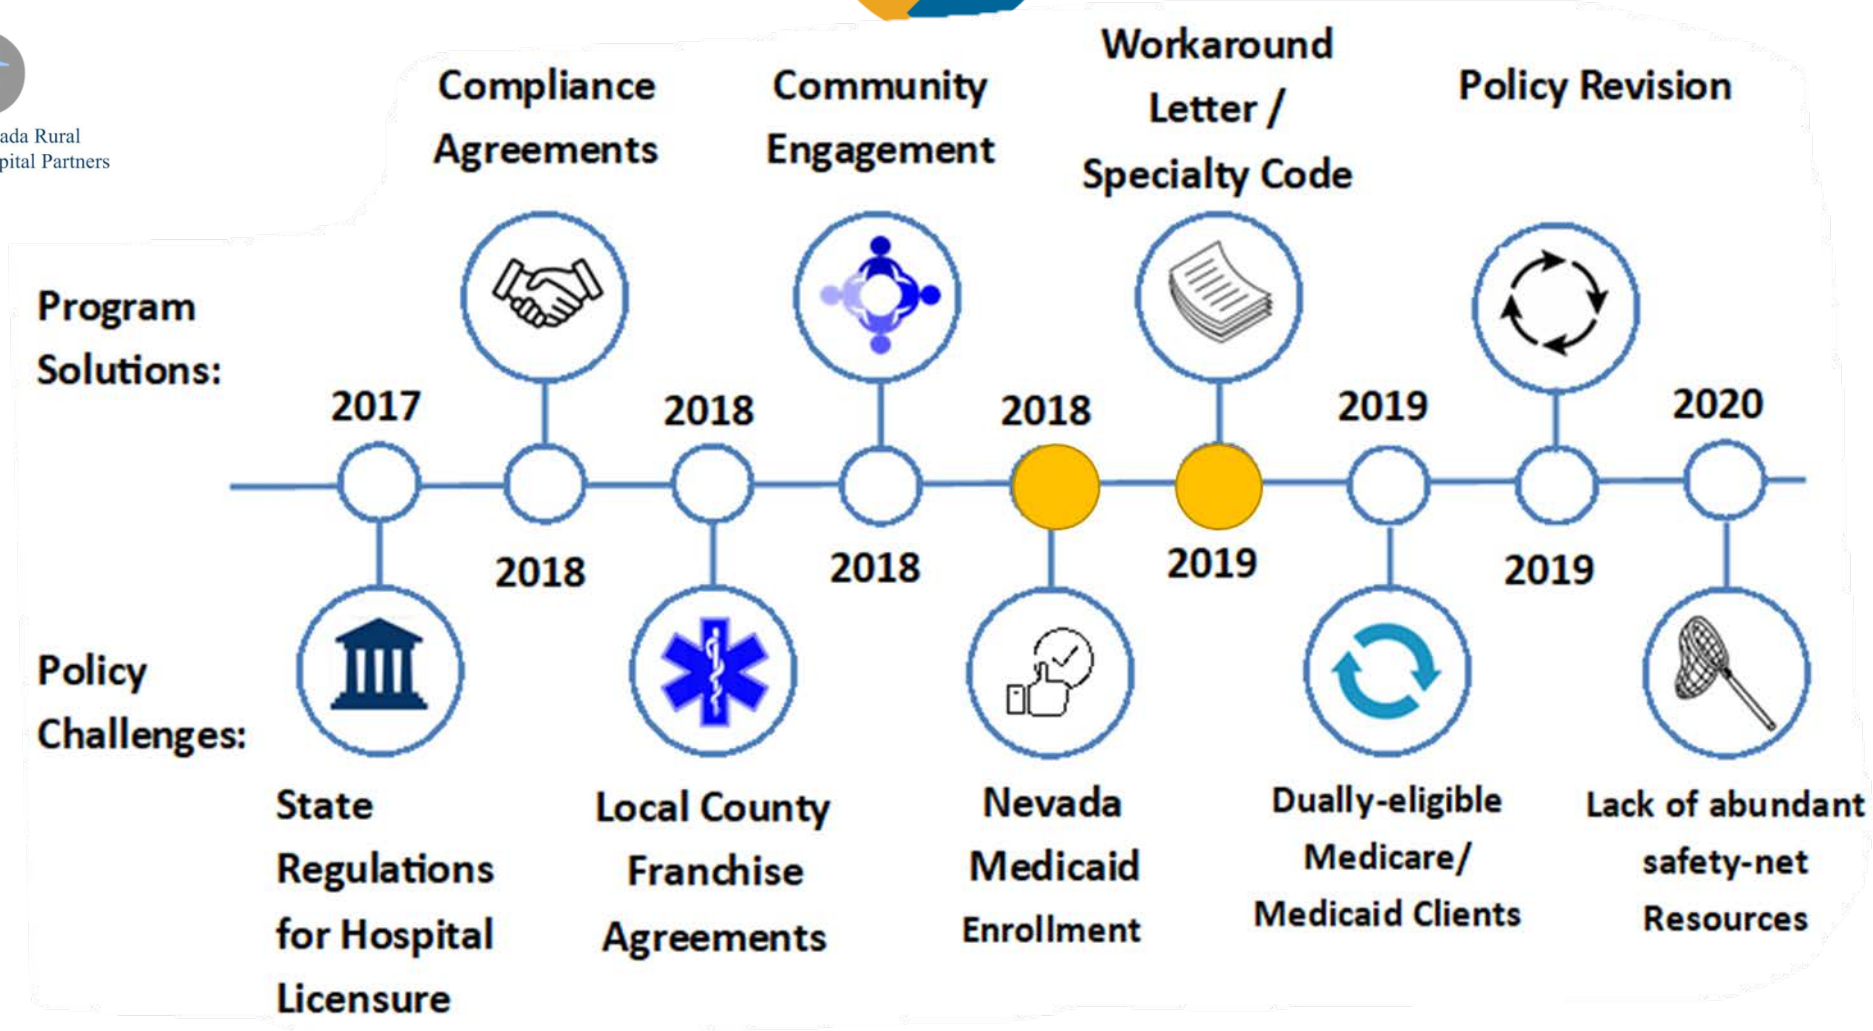 ada Rural
pital Partners
Compliance
Agreements
Community
Engagement
Workaround
Letter /
Specialty Code
Policy Revision
Program
Solutions:
2017
2018
2018
2019
2020
2018
2018
2019
2019
Policy
Challenges:
State
Regulations
for Hospital
Licensure
Local County
Franchise
Agreements
Nevada
Medicaid
Enrollment
Dually-eligible
Medicare/
Medicaid Clients
Lack of abundant
safety-net
Resources